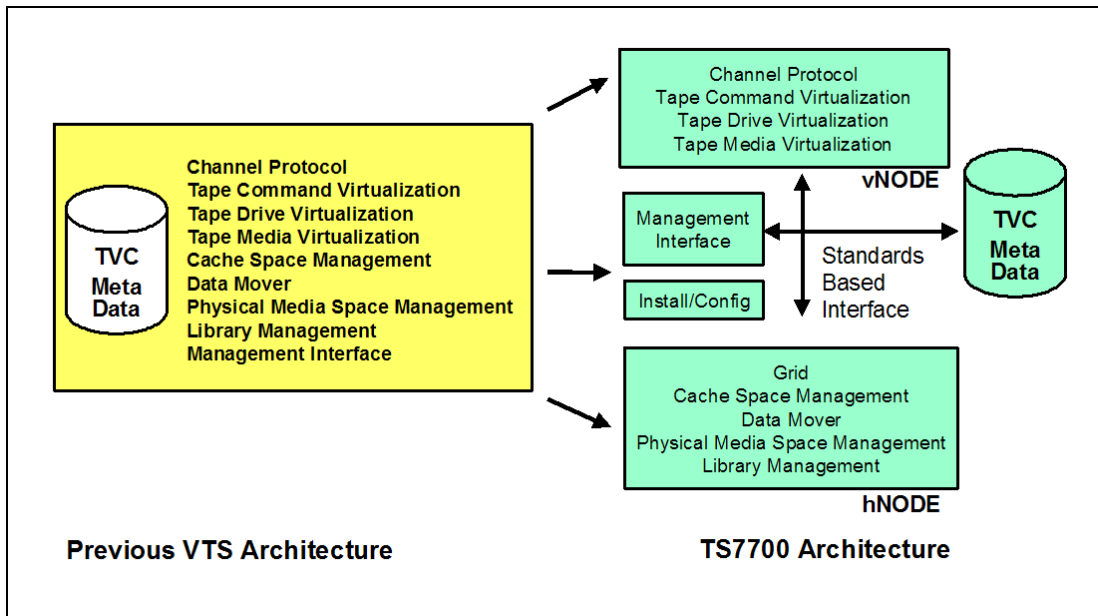 Channel Protocol
Tape Command Virtualization
Tape Drive Virtualization
Tape Media Virtualization
Cache Space Management
Data Mover
Physical Media Space Management
Library Management
Management Interface
TVC
Meta
Data
Previous VTS Architecture
Channel Protocol
Tape Command Virtualization
Tape Drive Virtualization
Tape Media Virtualization
vNODE
Management
Interface
Install/Config
Standards
Based
Interface
TVC
Meta
Data
Grid
Cache Space Management
Data Mover
Physical Media Space Management
Library Management
hNODE
TS7700 Architecture